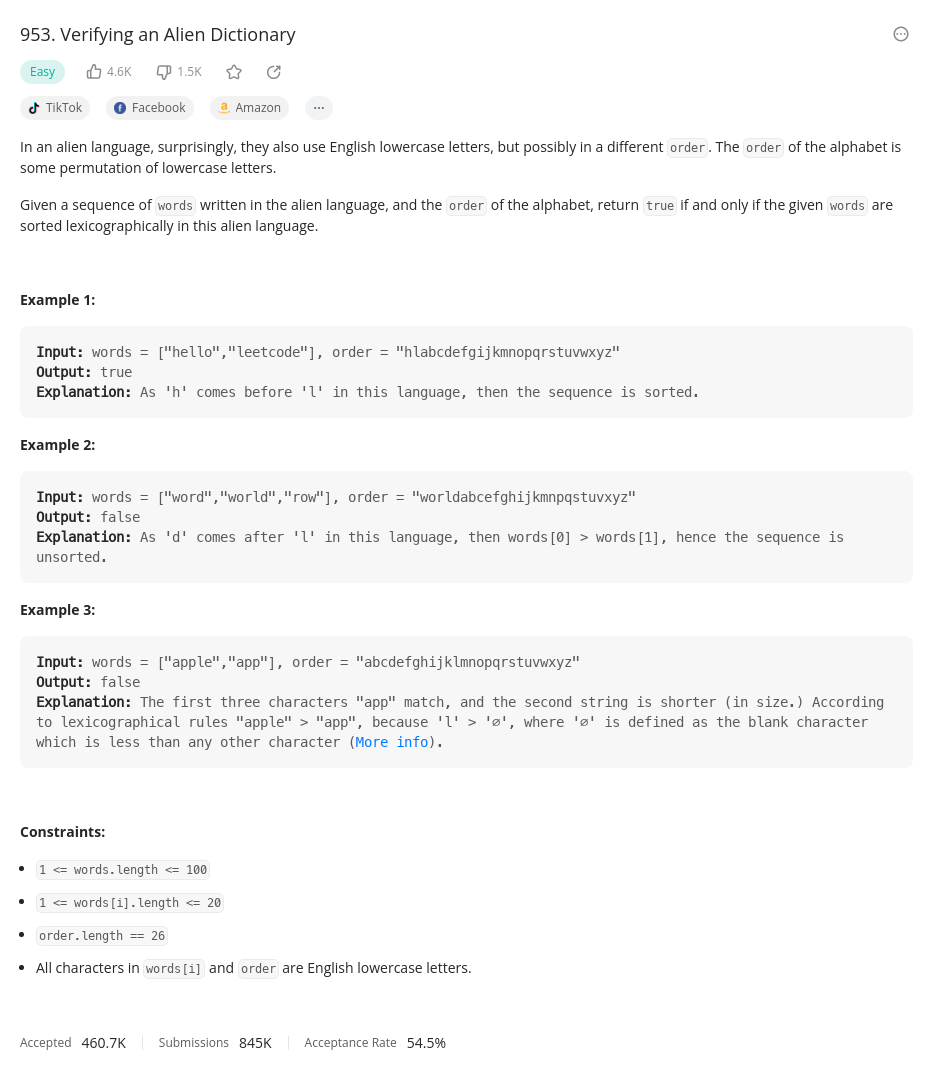 953. Verifying an Alien Dictionary
Easy 4.6K 1.5K
TikTok Facebook Amazon ...
In an alien language, surprisingly, they also use English lowercase letters, but possibly in a different order. The order of the alphabet is
some permutation of lowercase letters.
Given a sequence of words written in the alien language, and the order of the alphabet, return true if and only if the given words are
sorted lexicographically in this alien language.
Example 1:
Input: words = ["hello","leetcode"], order = "hlabcdefgijkmnopqrstuvwxyz"
Output: true
Explanation: As 'h' comes before 'l' in this language, then the sequence is sorted.
Example 2:
Input: words = ["word","world","row"], order = "worldabcefghijkmnpqstuvxyz"
Output: false
Explanation: As 'd' comes after 'l' in this language, then words[0] > words[1], hence the sequence is
unsorted.
Example 3:
Input: words = ["apple","app"], order = "abcdefghijklmnopqrstuvwxyz"
Output: false
Explanation: The first three characters "app" match, and the second string is shorter (in size.) According
to lexicographical rules "apple" > "app", because 'l' > '∅', where '∅' is defined as the blank character
which is less than any other character (More info).
Constraints:
• 1 <= words.length <= 100
• 1 <= words[i].length <= 20
• order.length == 26
• All characters in words[i] and order are English lowercase letters.
Accepted 460.7K Submissions 845K Acceptance Rate 54.5%